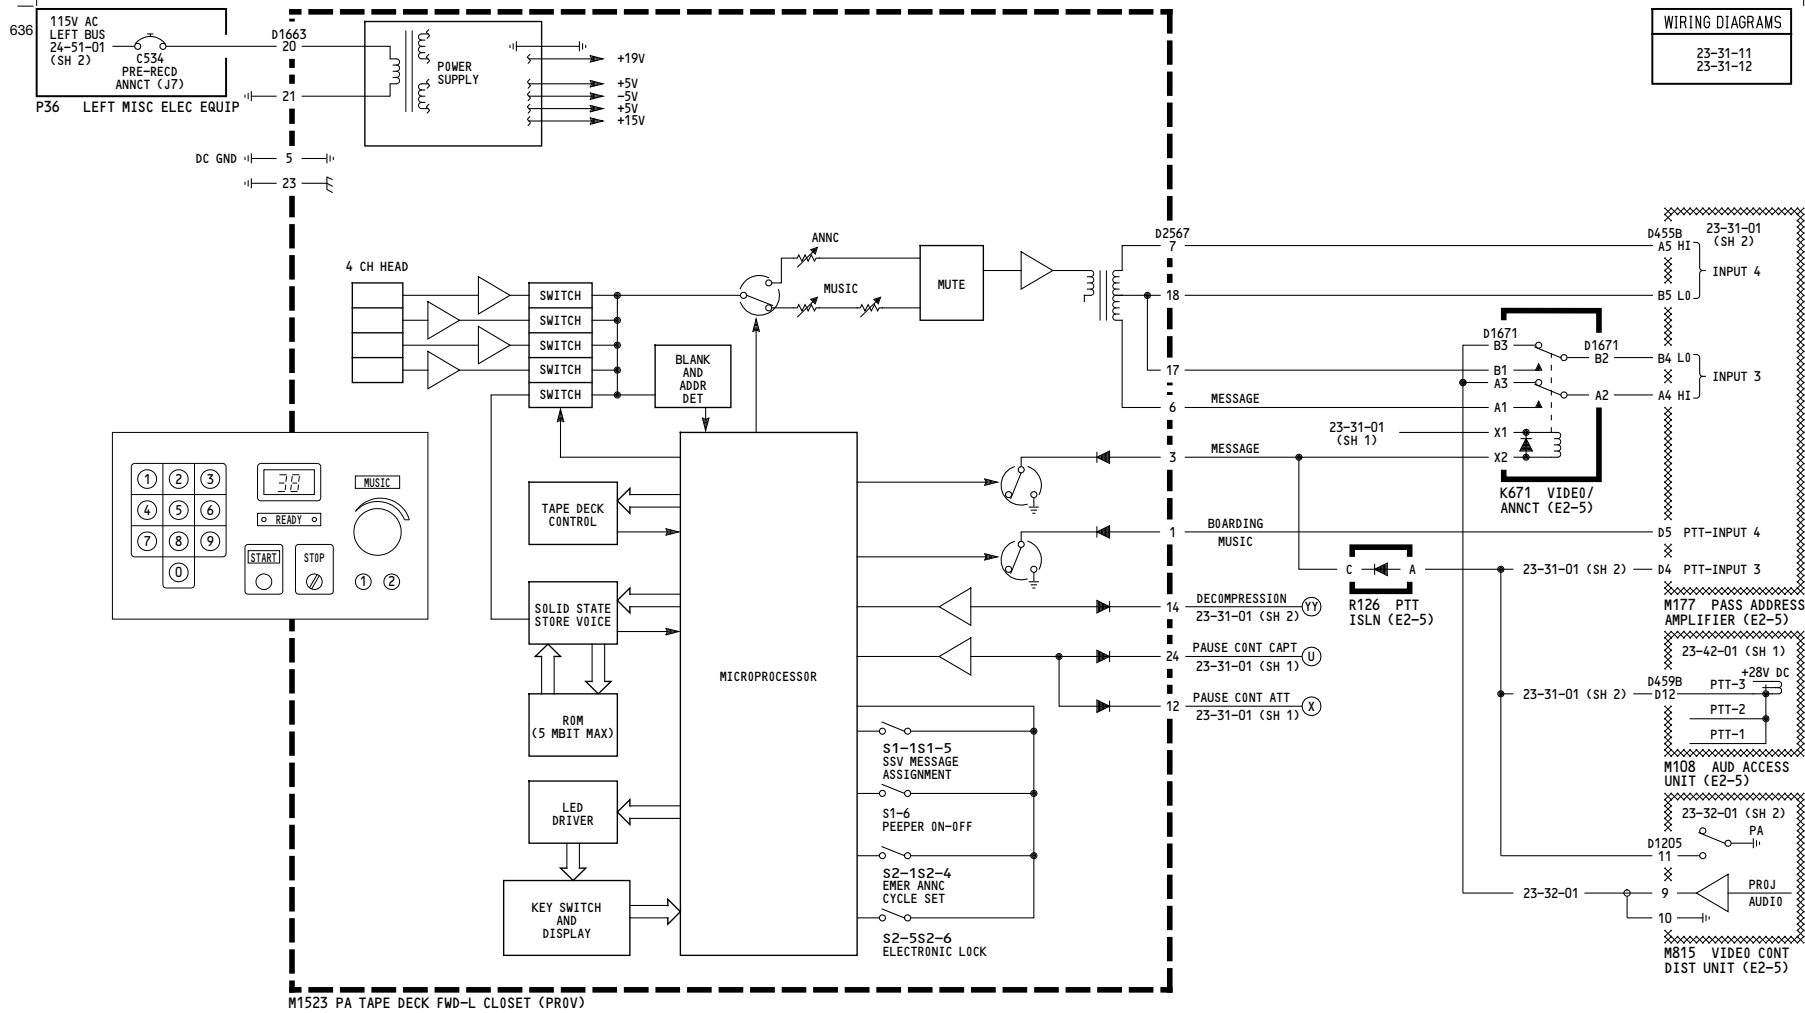 636
115V AC
LEFT BUS
24-51-01
(SH 2)
C534
PRE-RECD
ANNCT (J7)
P36 LEFT MISC ELEC EQUIP
D1663
20
21
DC GND
5
23
POWER
SUPPLY
+19V
+5V
-5V
+5V
+15V
WIRING DIAGRAMS
23-31-11
23-31-12
4 CH HEAD
SWITCH
SWITCH
SWITCH
SWITCH
SWITCH
BLANK
AND
ADDR
DET
ANNC
MUSIC
MUTE
D2567
7
18
17
6 MESSAGE
3 MESSAGE
1 BOARDING
MUSIC
14 DECOMPRESSION
23-31-01 (SH 2) YY
24 PAUSE CONT CAPT
23-31-01 (SH 1) U
12 PAUSE CONT ATT
23-31-01 (SH 1) X
1 2 3
4 5 6
7 8 9
0
38
READY
START
STOP
MUSIC
1 2
TAPE DECK
CONTROL
SOLID STATE
STORE VOICE
ROM
(5 MBIT MAX)
LED
DRIVER
KEY SWITCH
AND
DISPLAY
MICROPROCESSOR
S1-1S1-5
SSV MESSAGE
ASSIGNMENT
S1-6
PEEPER ON-OFF
S2-1S2-4
EMER ANNC
CYCLE SET
S2-5S2-6
ELECTRONIC LOCK
M1523 PA TAPE DECK FWD-L CLOSET (PROV)
23-31-01
(SH 1)
D1671
B3
B1
A3
A1
X1
X2
D1671
B2
A2
K671 VIDEO/
ANNCT (E2-5)
C A
R126 PTT
ISLN (E2-5)
D455B
23-31-01
(SH 2)
A5 HI
INPUT 4
B5 LO
B4 LO
INPUT 3
A4 HI
D5 PTT-INPUT 4
23-31-01 (SH 2) D4 PTT-INPUT 3
M177 PASS ADDRESS
AMPLIFIER (E2-5)
23-42-01 (SH 1)
+28V DC
D459B
23-31-01 (SH 2) D12
PTT-3
PTT-2
PTT-1
M108 AUD ACCESS
UNIT (E2-5)
23-32-01 (SH 2)
PA
D1205
11
23-32-01 9
PROJ
AUDIO
10
M815 VIDEO CONT
DIST UNIT (E2-5)